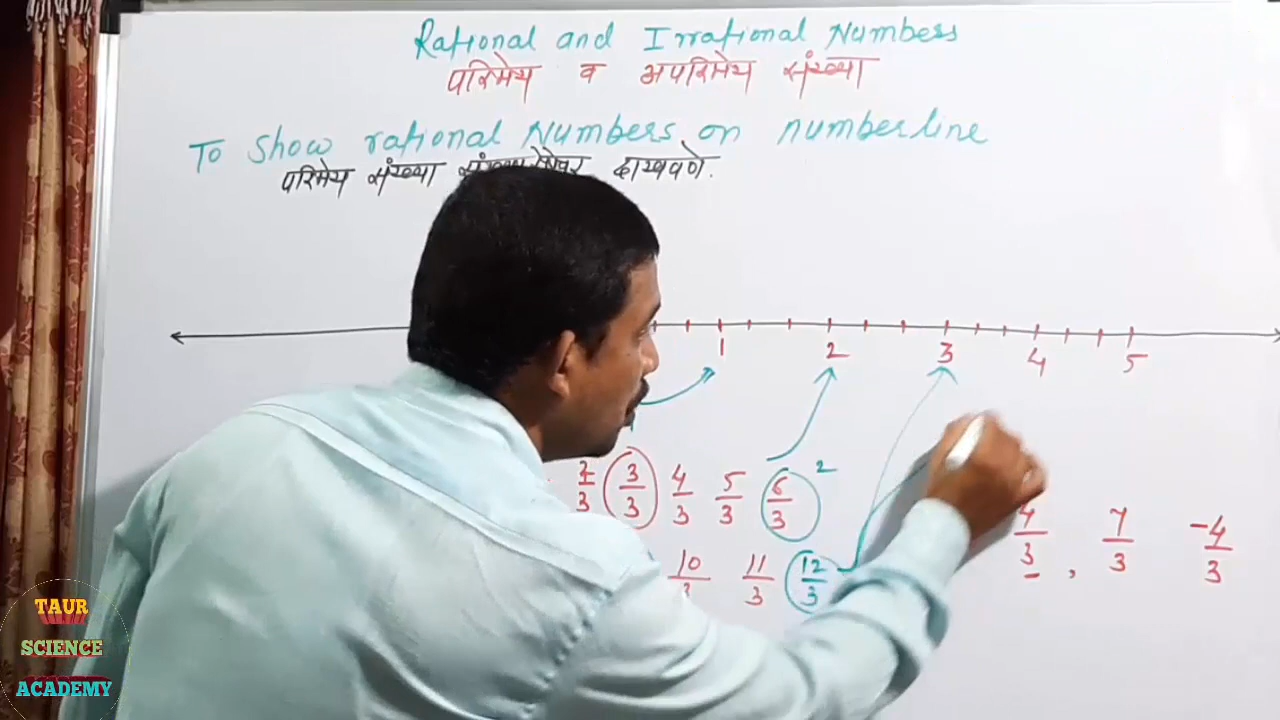 Rational and Irrational Numbers
परिमेय व अपरिमेय संख्या
To Show rational Numbers on numberline
परिमेय संख्या दाखवणे.
1 2 3 4 5
2/3 3/3 4/3 5/3 6/3 2
10/3 11/3 12/3
4/3 , 7/3 -4/3
TAUR
SCIENCE
ACADEMY